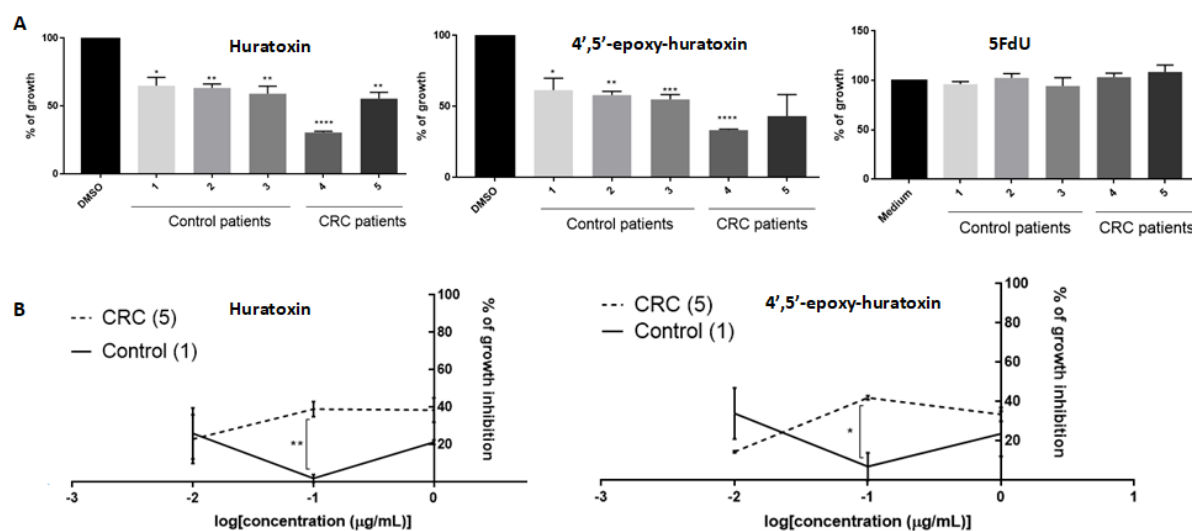 A
Huratoxin
% of growth
100
50
0
*
**
**
****
**
DMSO
1
2
3
4
5
Control patients
CRC patients
4’,5’-epoxy-huratoxin
% of growth
100
50
0
*
**
***
****
DMSO
1
2
3
4
5
Control patients
CRC patients
5FdU
% of growth
150
100
50
0
Medium
1
2
3
4
5
Control patients
CRC patients
B
Huratoxin
CRC (5)
Control (1)
% of growth inhibition
100
80
60
40
20
**
-3
-2
-1
0
log[concentration (µg/mL)]
4’,5’-epoxy-huratoxin
CRC (5)
Control (1)
% of growth inhibition
100
80
60
40
20
*
-3
-2
-1
0
1
log[concentration (µg/mL)]